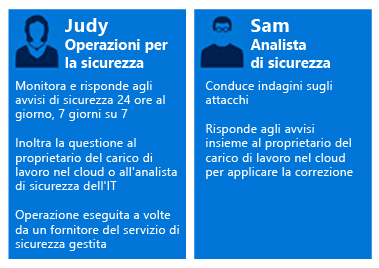 Judy
Operazioni per
la sicurezza
Monitora e risponde agli
avvisi di sicurezza 24 ore al
giorno, 7 giorni su 7
Inoltra la questione al
proprietario del carico di
lavoro nel cloud o all'analista
di sicurezza dell'IT
Operazione eseguita a volte
da un fornitore del servizio di
sicurezza gestita
Sam
Analista
di sicurezza
Conduce indagini sugli
attacchi
Risponde agli avvisi
insieme al proprietario del
carico di lavoro nel cloud
per applicare la correzione